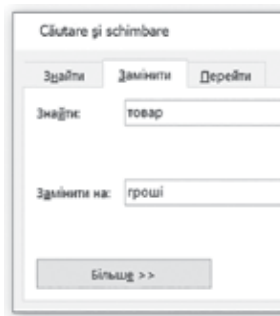 Căutare și schimbare
Знайти Замінити Перейти
Знайти: товар
Замінити на: гроші
Більше >>